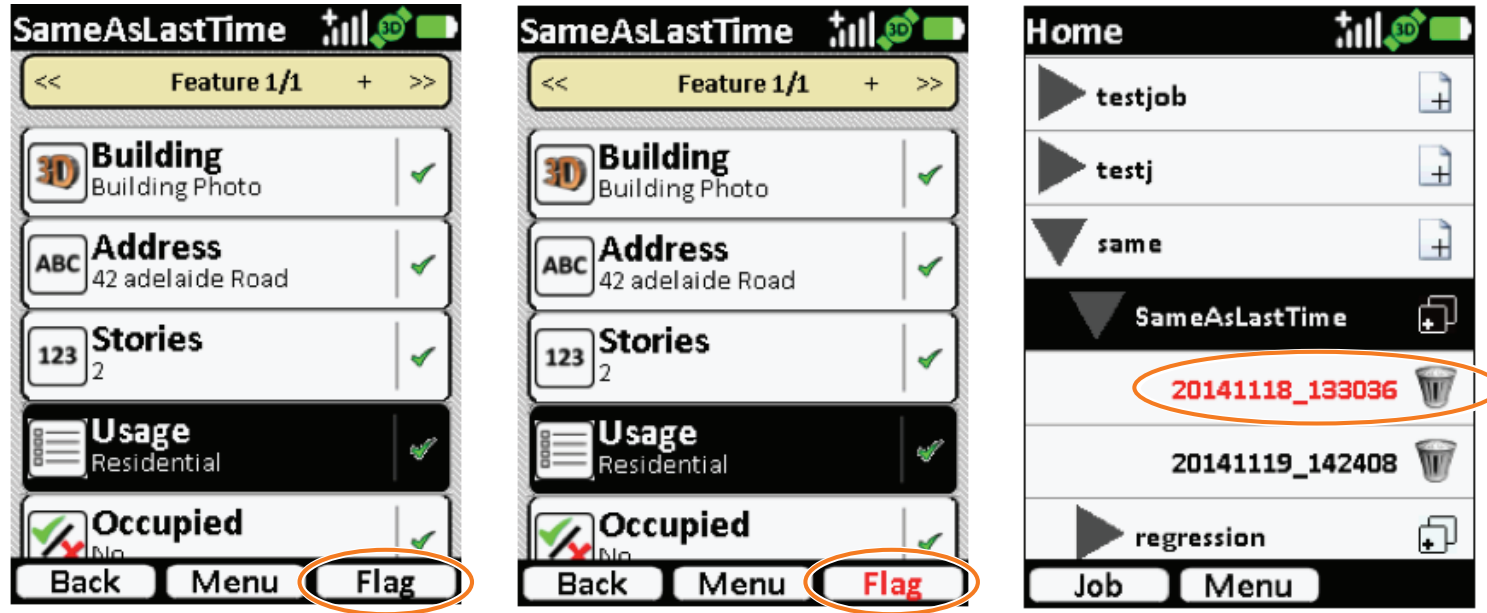 SameAsLastTime 3D
<< Feature 1/1 + >>
3D Building
Building Photo
ABC Address
42 adelaide Road
123 Stories
2
Usage
Residential
Occupied
No
Back Menu Flag
SameAsLastTime 3D
<< Feature 1/1 + >>
3D Building
Building Photo
ABC Address
42 adelaide Road
123 Stories
2
Usage
Residential
Occupied
No
Back Menu Flag
Home 3D
testjob
testj
same
SameAsLastTime
20141118_133036
20141119_142408
regression
Job Menu